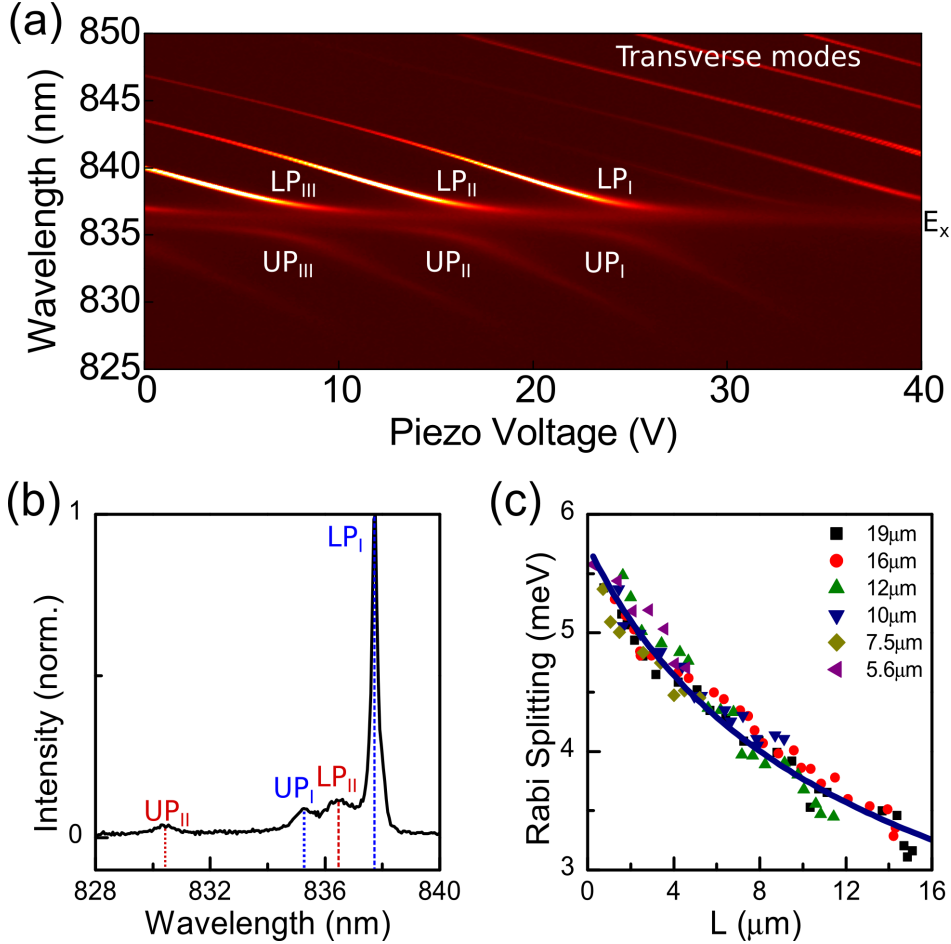 (a)
850
845
840
835
830
825
Wavelength (nm)
Transverse modes
LP_III
LP_II
LP_I
UP_III
UP_II
UP_I
E_x
0
10
20
30
40
Piezo Voltage (V)
(b)
1
0
Intensity (norm.)
LP_I
UP_II
UP_I
LP_II
828
832
836
840
Wavelength (nm)
(c)
6
5
4
3
Rabi Splitting (meV)
19μm
16μm
12μm
10μm
7.5μm
5.6μm
0
4
8
12
16
L (μm)